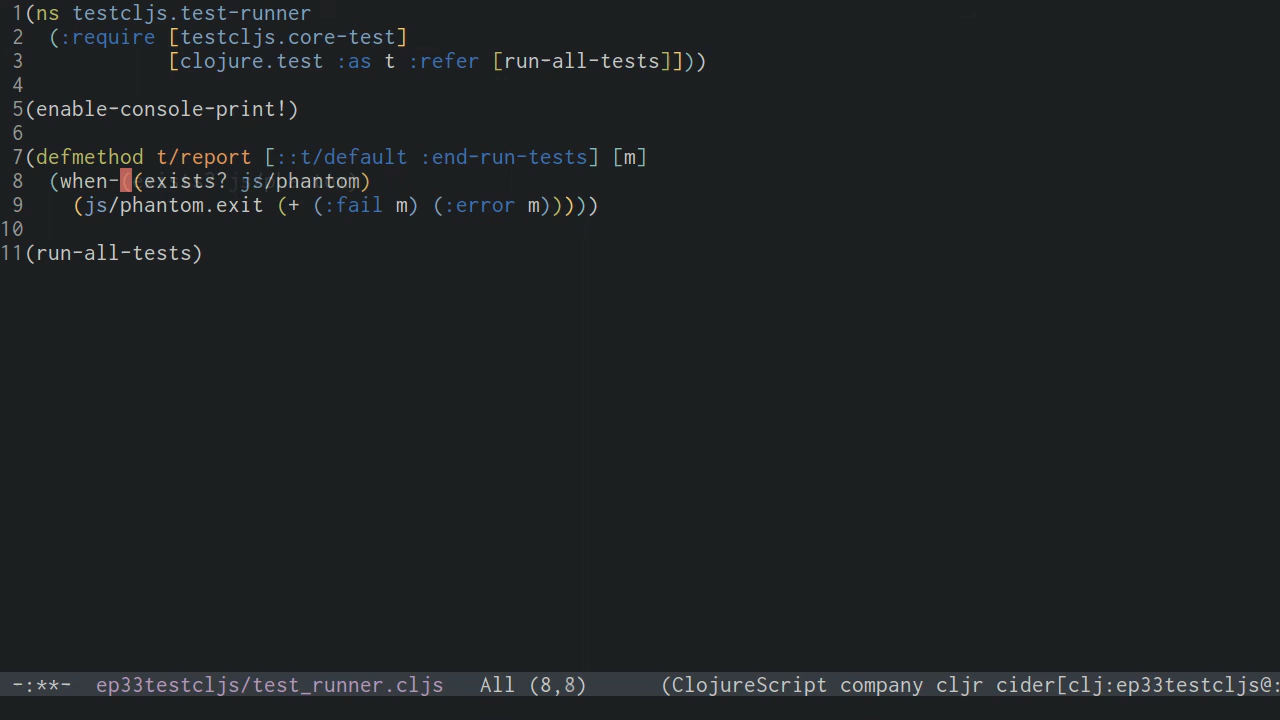 1(ns testcljs.test-runner
2  (:require [testcljs.core-test]
3            [clojure.test :as t :refer [run-all-tests]]))
4
5(enable-console-print!)
6
7(defmethod t/report [::t/default :end-run-tests] [m]
8  (when-((exists? js/phantom)
9    (js/phantom.exit (+ (:fail m) (:error m)))))
10
11(run-all-tests)
-:**-  ep33testcljs/test_runner.cljs   All (8,8)      (ClojureScript company cljr cider[clj:ep33testcljs@: